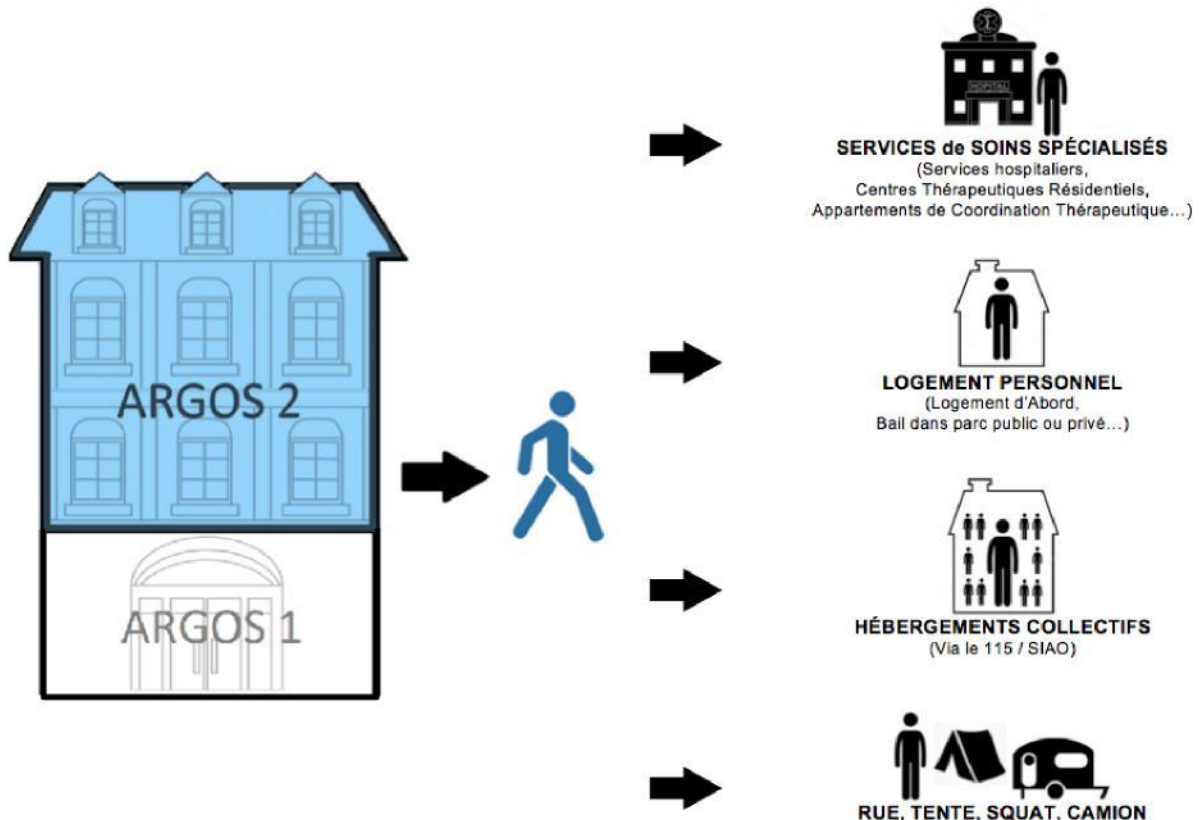 ARGOS 2
ARGOS 1
HOPITAL
SERVICES de SOINS SPÉCIALISÉS
(Services hospitaliers,
Centres Thérapeutiques Résidentiels,
Appartements de Coordination Thérapeutique...)
LOGEMENT PERSONNEL
(Logement d'Abord,
Bail dans parc public ou privé...)
HÉBERGEMENTS COLLECTIFS
(Via le 115 / SIAO)
RUE, TENTE, SQUAT, CAMION